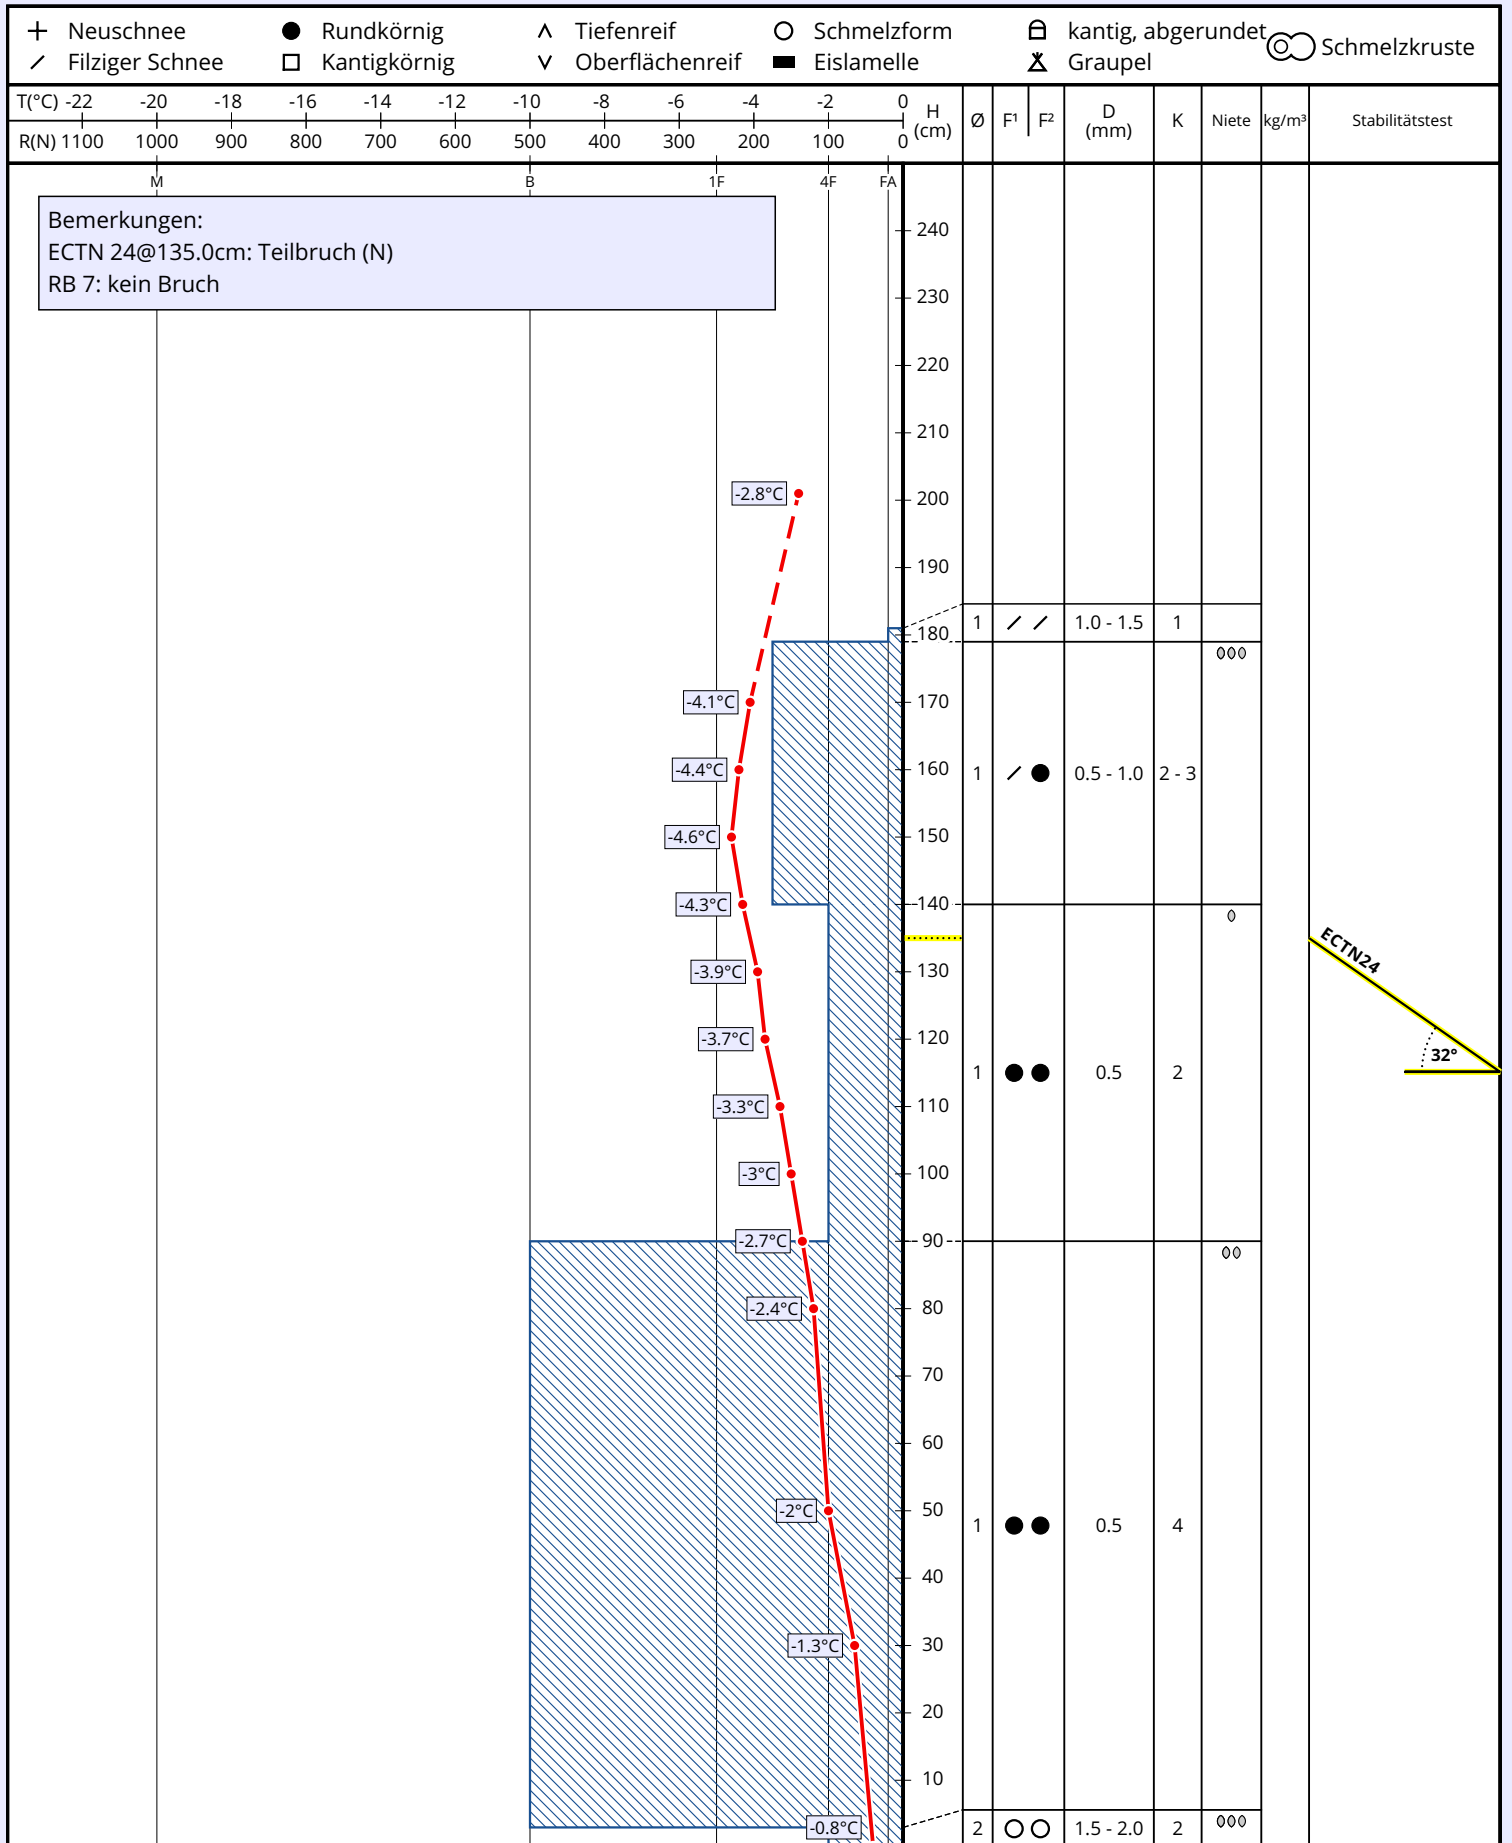 Neuschnee Rundkörnig Tiefenreif Schmelzform kantig, abgerundet Schmelzkruste
Filziger Schnee Kantigkörnig Oberflächenreif Eislamelle Graupel
T(°C) -22 -20 -18 -16 -14 -12 -10 -8 -6 -4 -2 0
R(N) 1100 1000 900 800 700 600 500 400 300 200 100 0
H (cm) Ø F¹ F² D (mm) K Niete kg/m³ Stabilitätstest
M B 1F 4F FA
Bemerkungen:
ECTN 24@135.0cm: Teilbruch (N)
RB 7: kein Bruch
240
230
220
210
-2.8°C 200
190
180 1 1.0 - 1.5 1
-4.1°C 170
-4.4°C 160 1 0.5 - 1.0 2 - 3
-4.6°C 150
-4.3°C 140
ECTN24
-3.9°C 130
-3.7°C 120
32°
1 0.5 2
-3.3°C 110
-3°C 100
-2.7°C 90
-2.4°C 80
70
60
-2°C 50
1 0.5 4
40
-1.3°C 30
20
10
-0.8°C 2 1.5 - 2.0 2